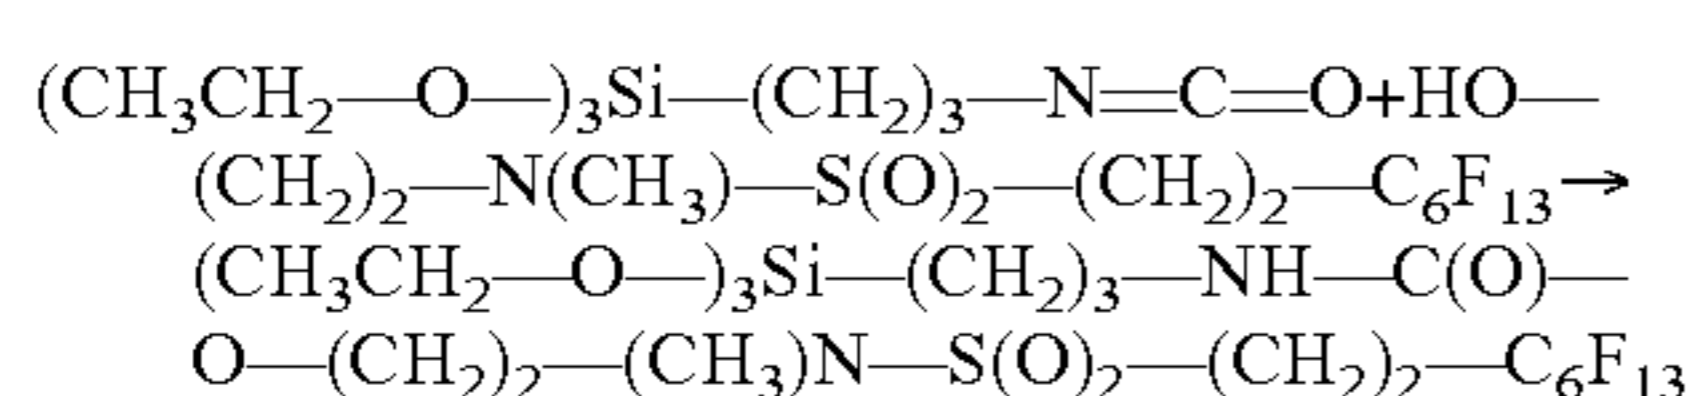 (CH₃CH₂—O—)₃Si—(CH₂)₃—N═C═O+HO—
(CH₂)₂—N(CH₃)—S(O)₂—(CH₂)₂—C₆F₁₃→
(CH₃CH₂—O—)₃Si—(CH₂)₃—NH—C(O)—
O—(CH₂)₂—(CH₃)N—S(O)₂—(CH₂)₂—C₆F₁₃